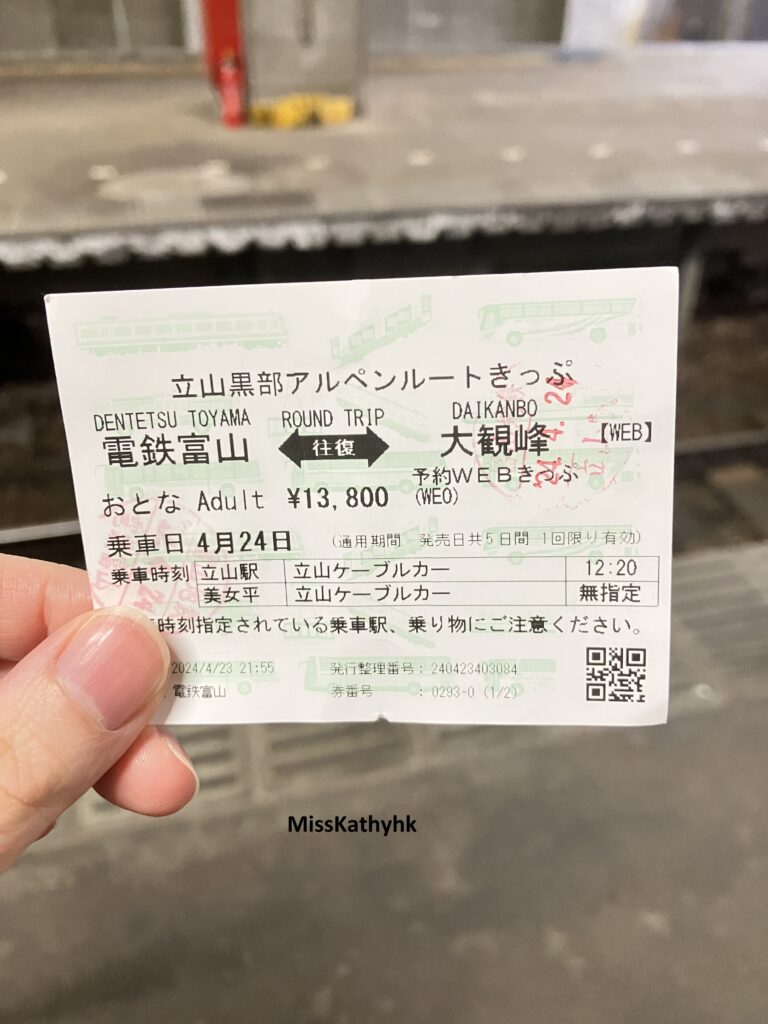 立山黒部アルペンルートきっぷ
DENTETSU TOYAMA ROUND TRIP DAIKANBO
電鉄富山 往復 大観峰 【WEB】
予約WEBきっぷ
おとな Adult ¥13,800 (WEO)
乗車日 4月24日 (通用期間 発売日共5日間 1回限り有効)
乗車時刻 立山駅 立山ケーブルカー 12:20
美女平 立山ケーブルカー 無指定
時刻指定されている乗車駅、乗り物にご注意ください。
2024/4/23 21:55 発行整理番号: 240423403084
電鉄富山 券番号 : 0293-0 (1/2)
MissKathyhk